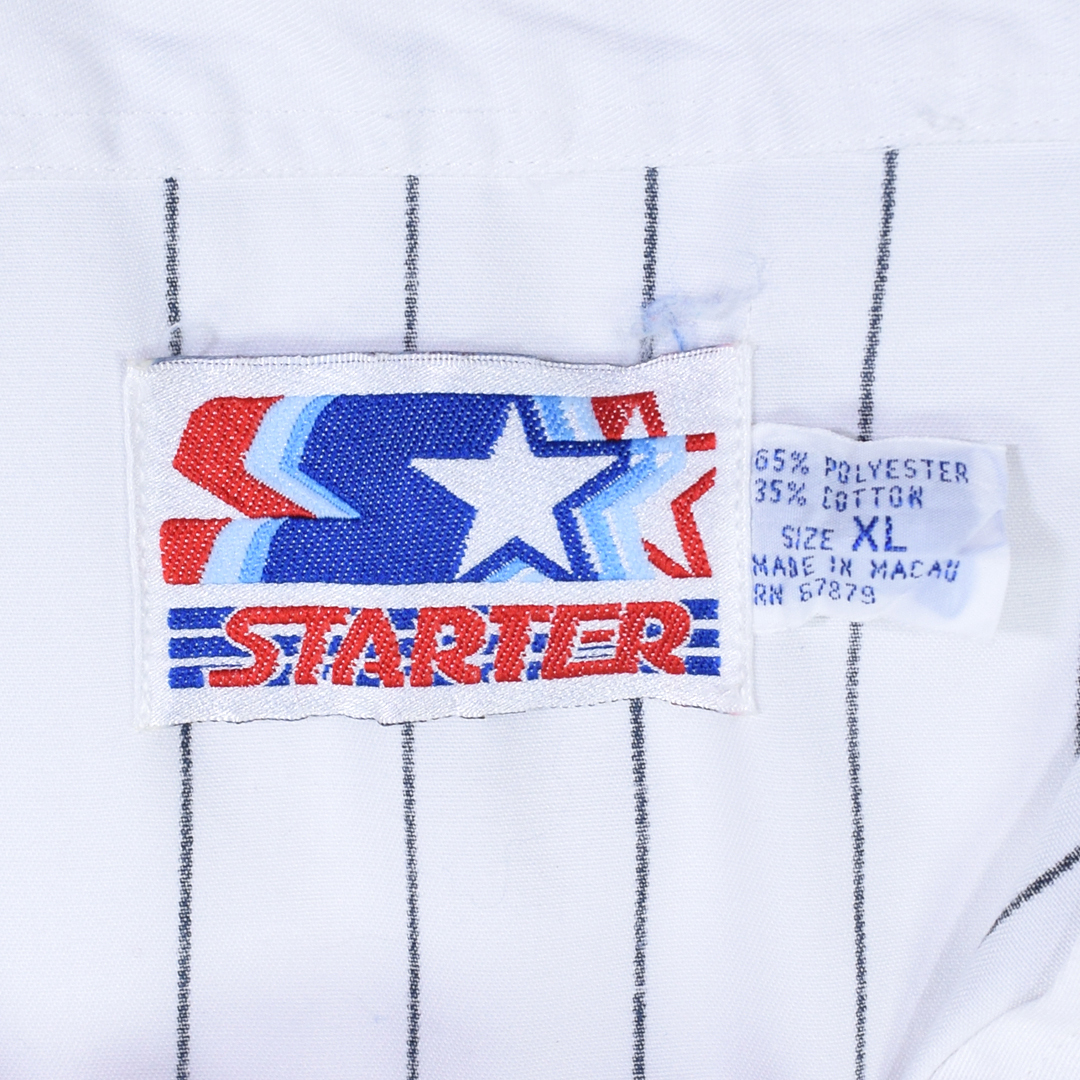 STARTER
65% POLYESTER
35% COTTON
SIZE XL
MADE IN MACAU
RN 67879